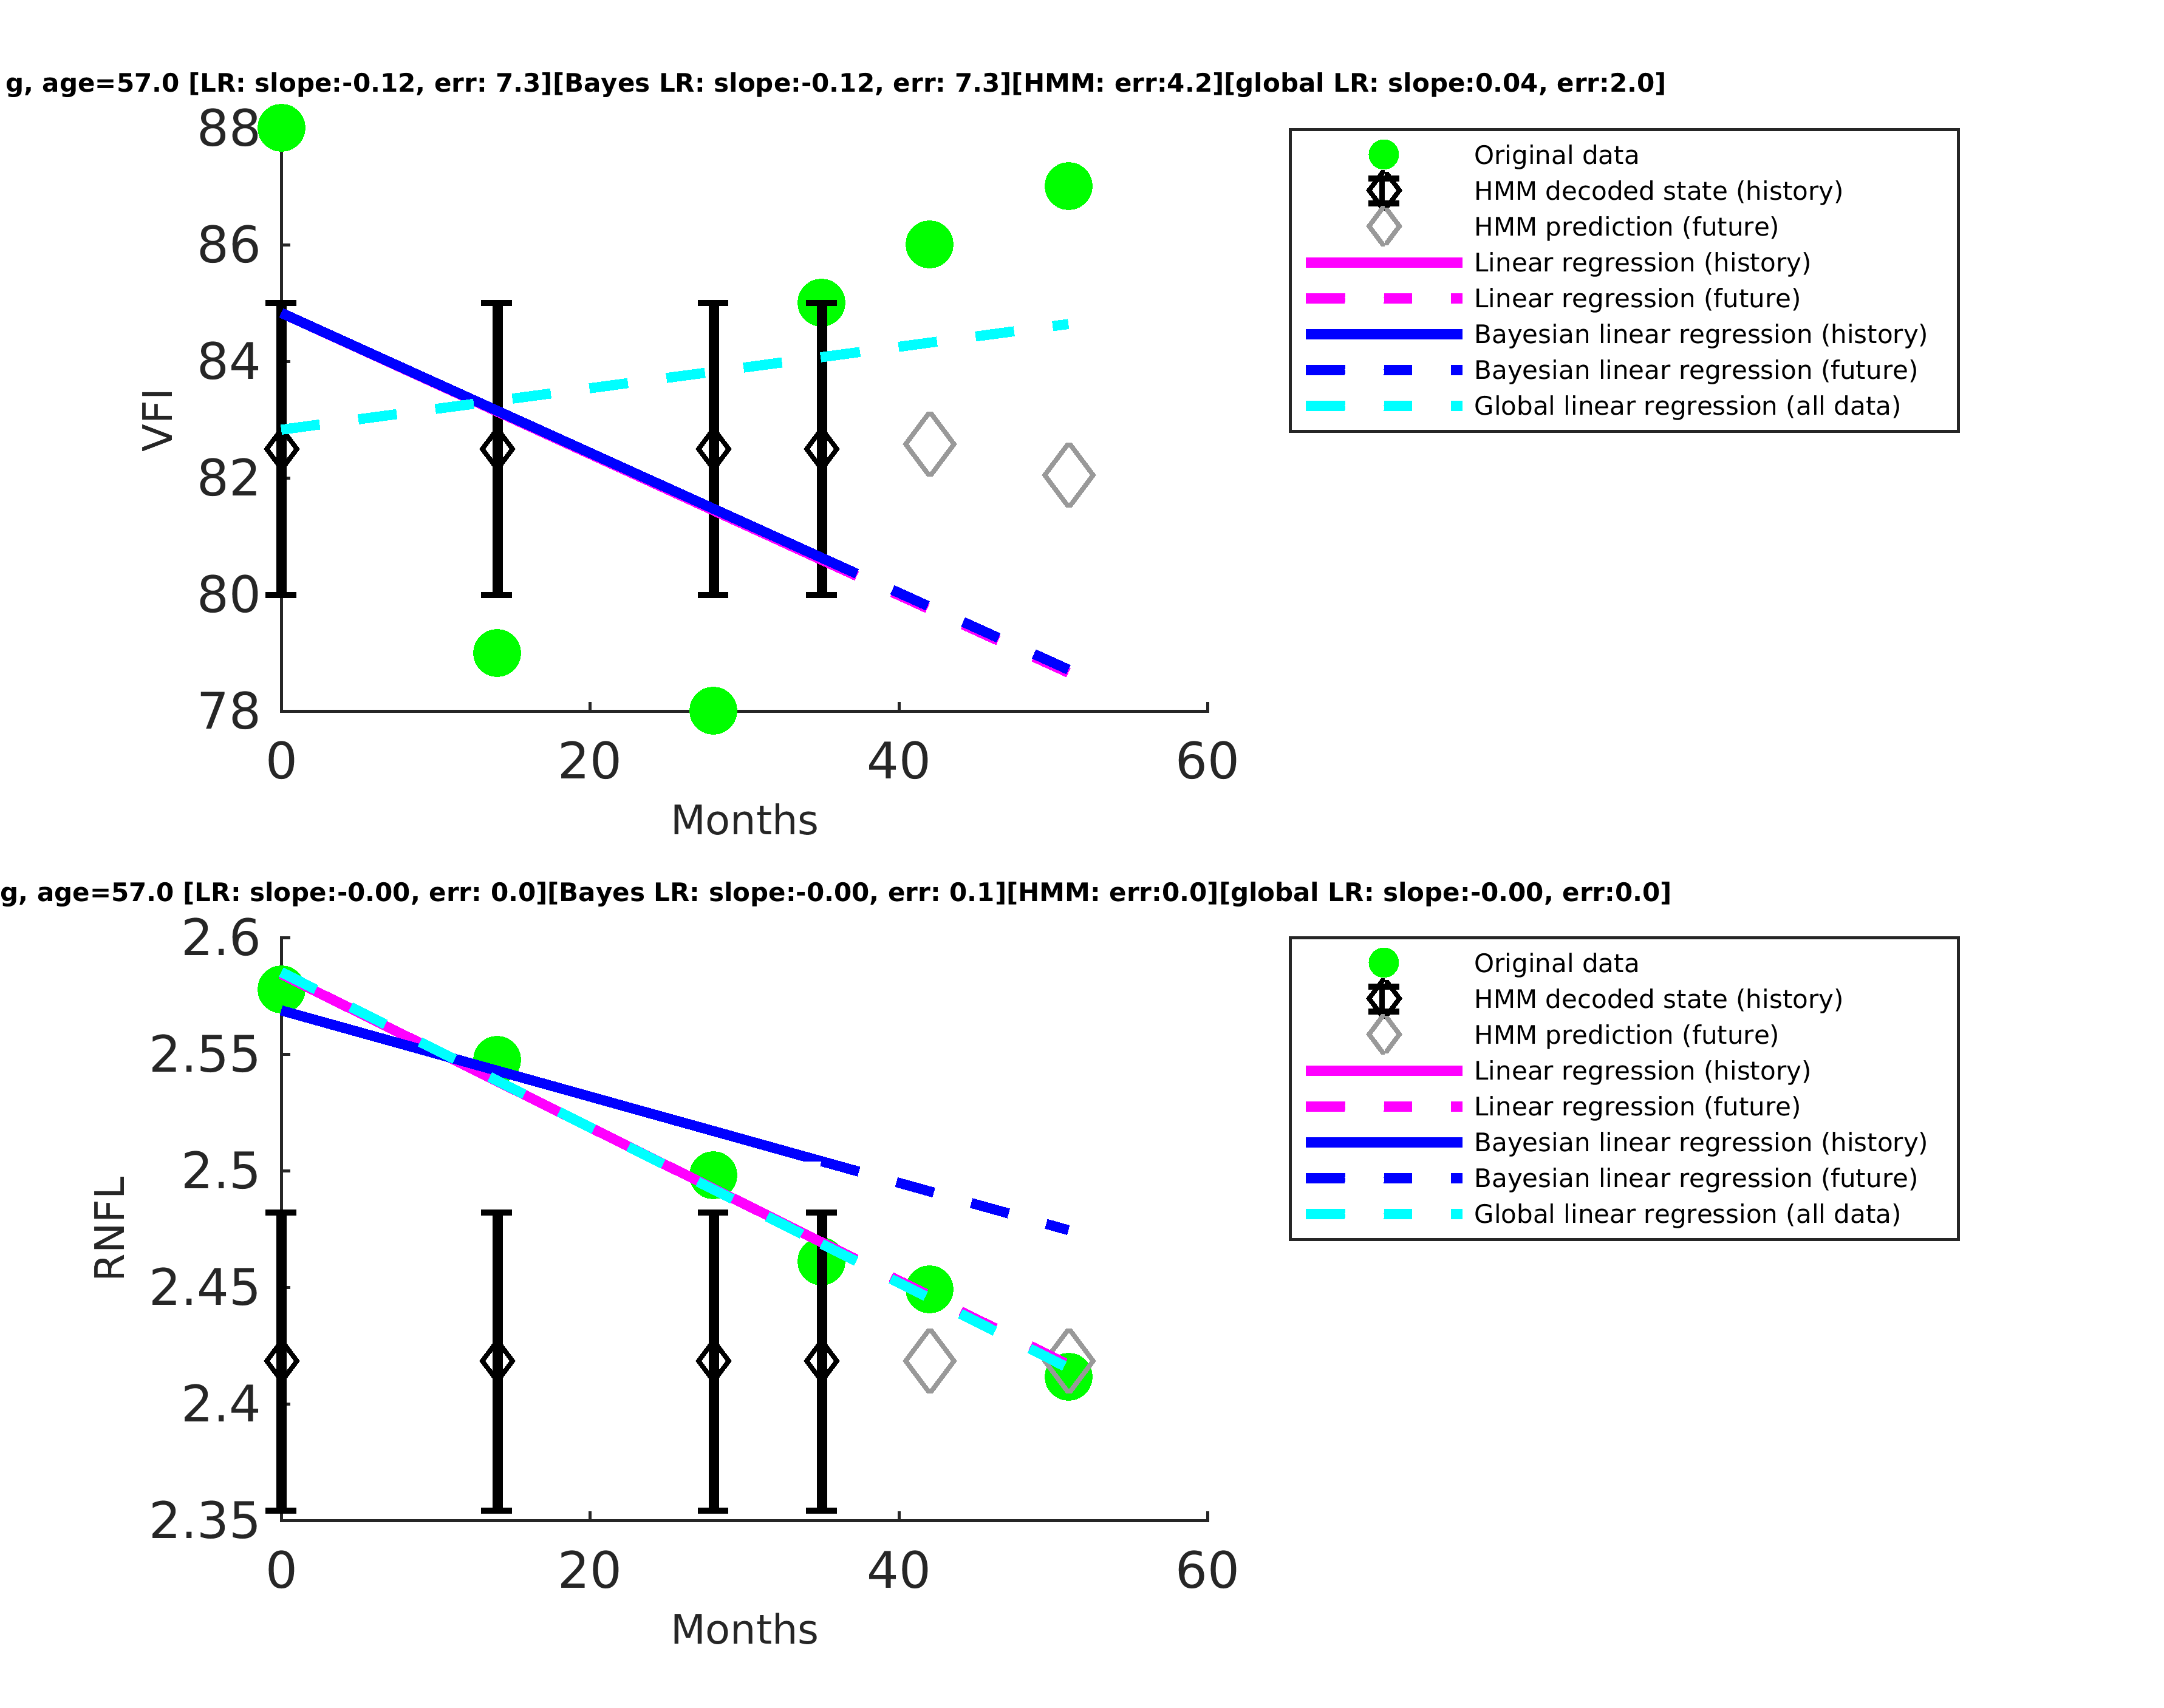 g, age=57.0 [LR: slope:-0.12, err: 7.3][Bayes LR: slope:-0.12, err: 7.3][HMM: err:4.2][global LR: slope:0.04, err:2.0]
88
86
84
82
80
78
VFI
0 20 40 60
Months
Original data
HMM decoded state (history)
HMM prediction (future)
Linear regression (history)
Linear regression (future)
Bayesian linear regression (history)
Bayesian linear regression (future)
Global linear regression (all data)
g, age=57.0 [LR: slope:-0.00, err: 0.0][Bayes LR: slope:-0.00, err: 0.1][HMM: err:0.0][global LR: slope:-0.00, err:0.0]
2.6
2.55
2.5
2.45
2.4
2.35
RNFL
0 20 40 60
Months
Original data
HMM decoded state (history)
HMM prediction (future)
Linear regression (history)
Linear regression (future)
Bayesian linear regression (history)
Bayesian linear regression (future)
Global linear regression (all data)